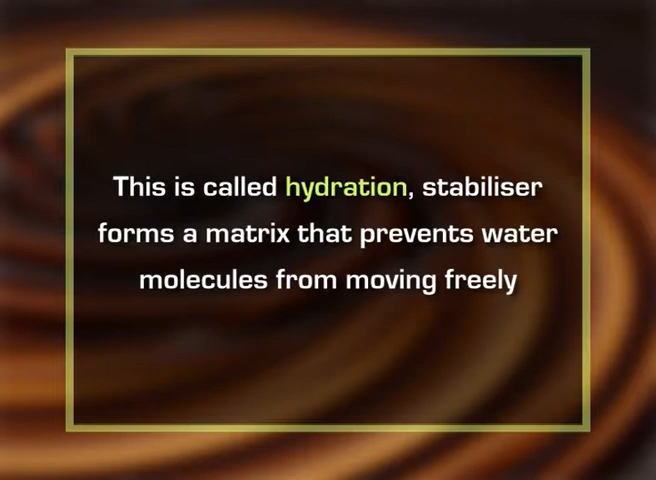 This is called hydration, stabiliser
forms a matrix that prevents water
molecules from moving freely